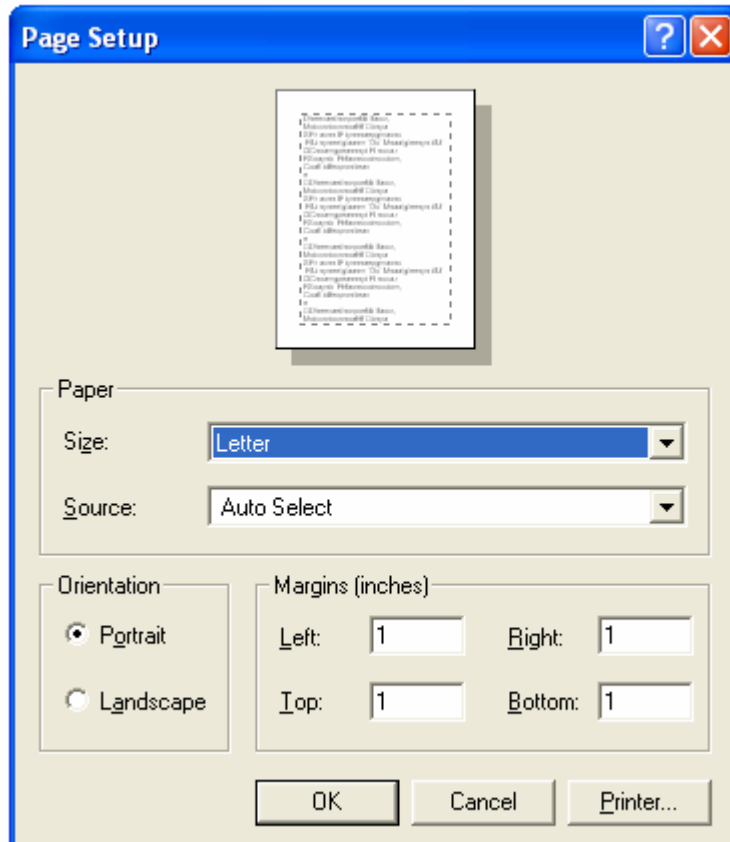 Page Setup
Paper
Size: Letter
Source: Auto Select
Orientation
Portrait
Landscape
Margins (inches)
Left: 1 Right: 1
Top: 1 Bottom: 1
OK Cancel Printer...